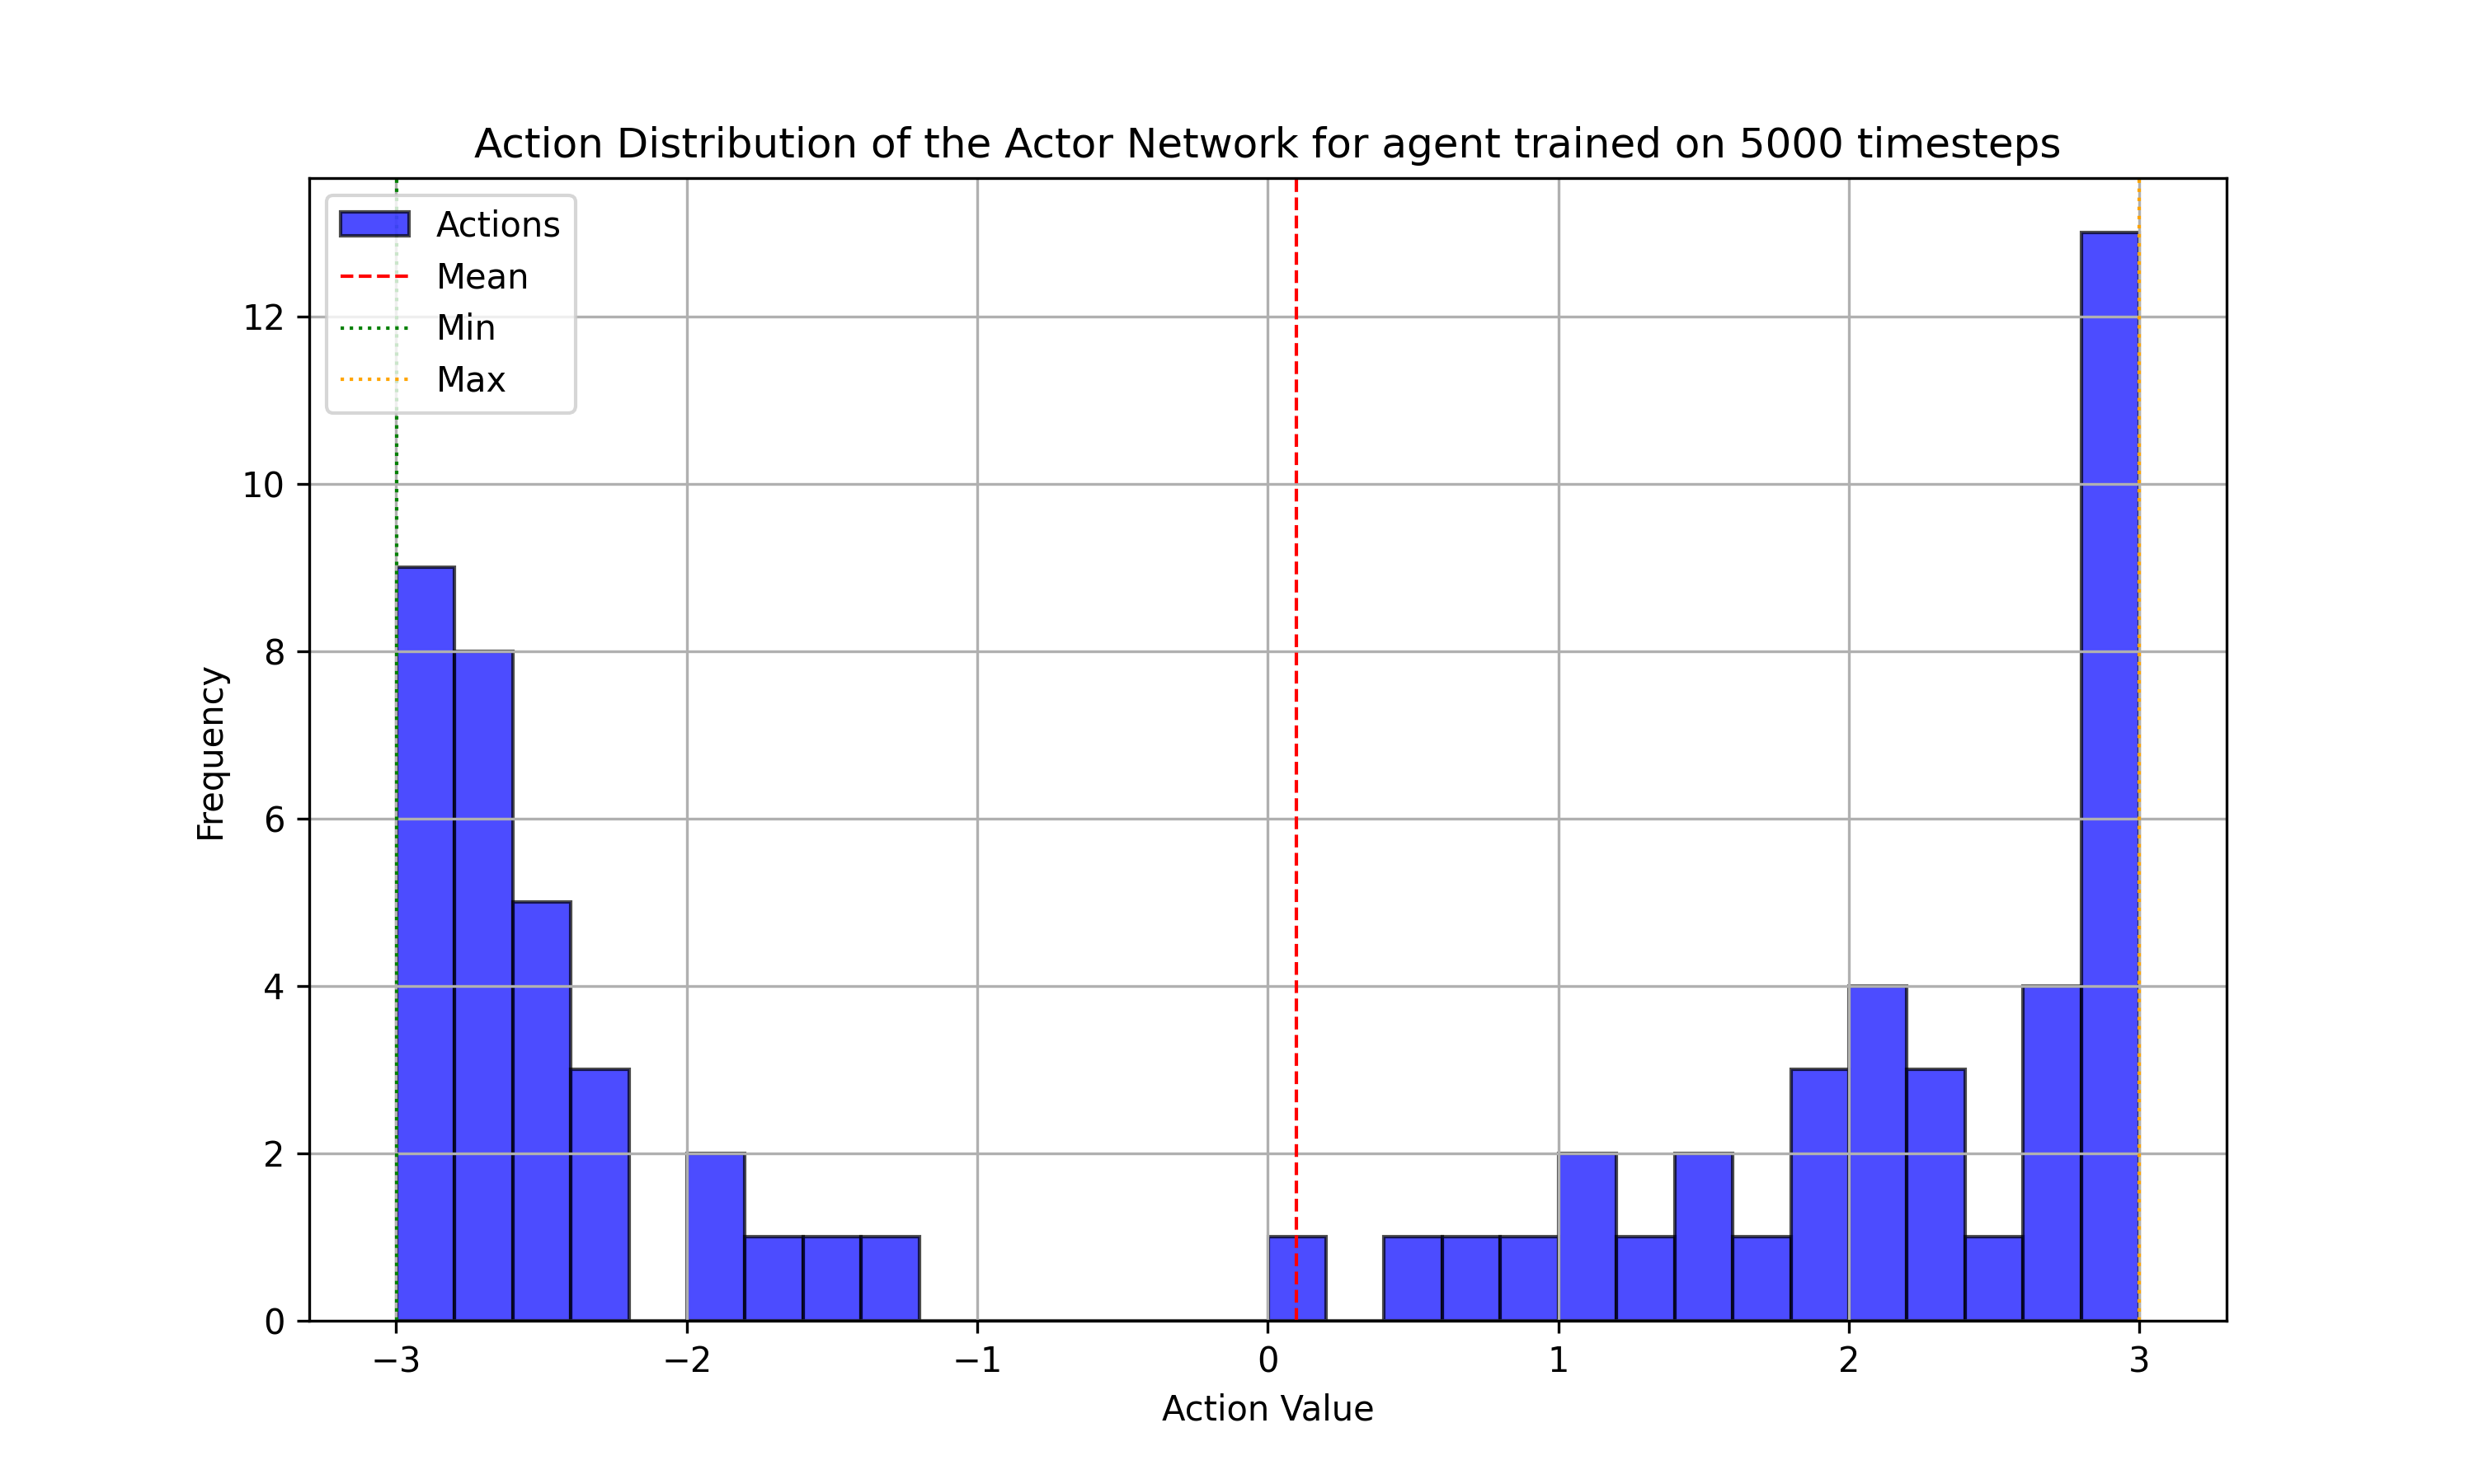 Action Distribution of the Actor Network for agent trained on 5000 timesteps
Actions
Mean
Min
Max
12
10
8
6
4
2
0
Frequency
−3 −2 −1 0 1 2 3
Action Value